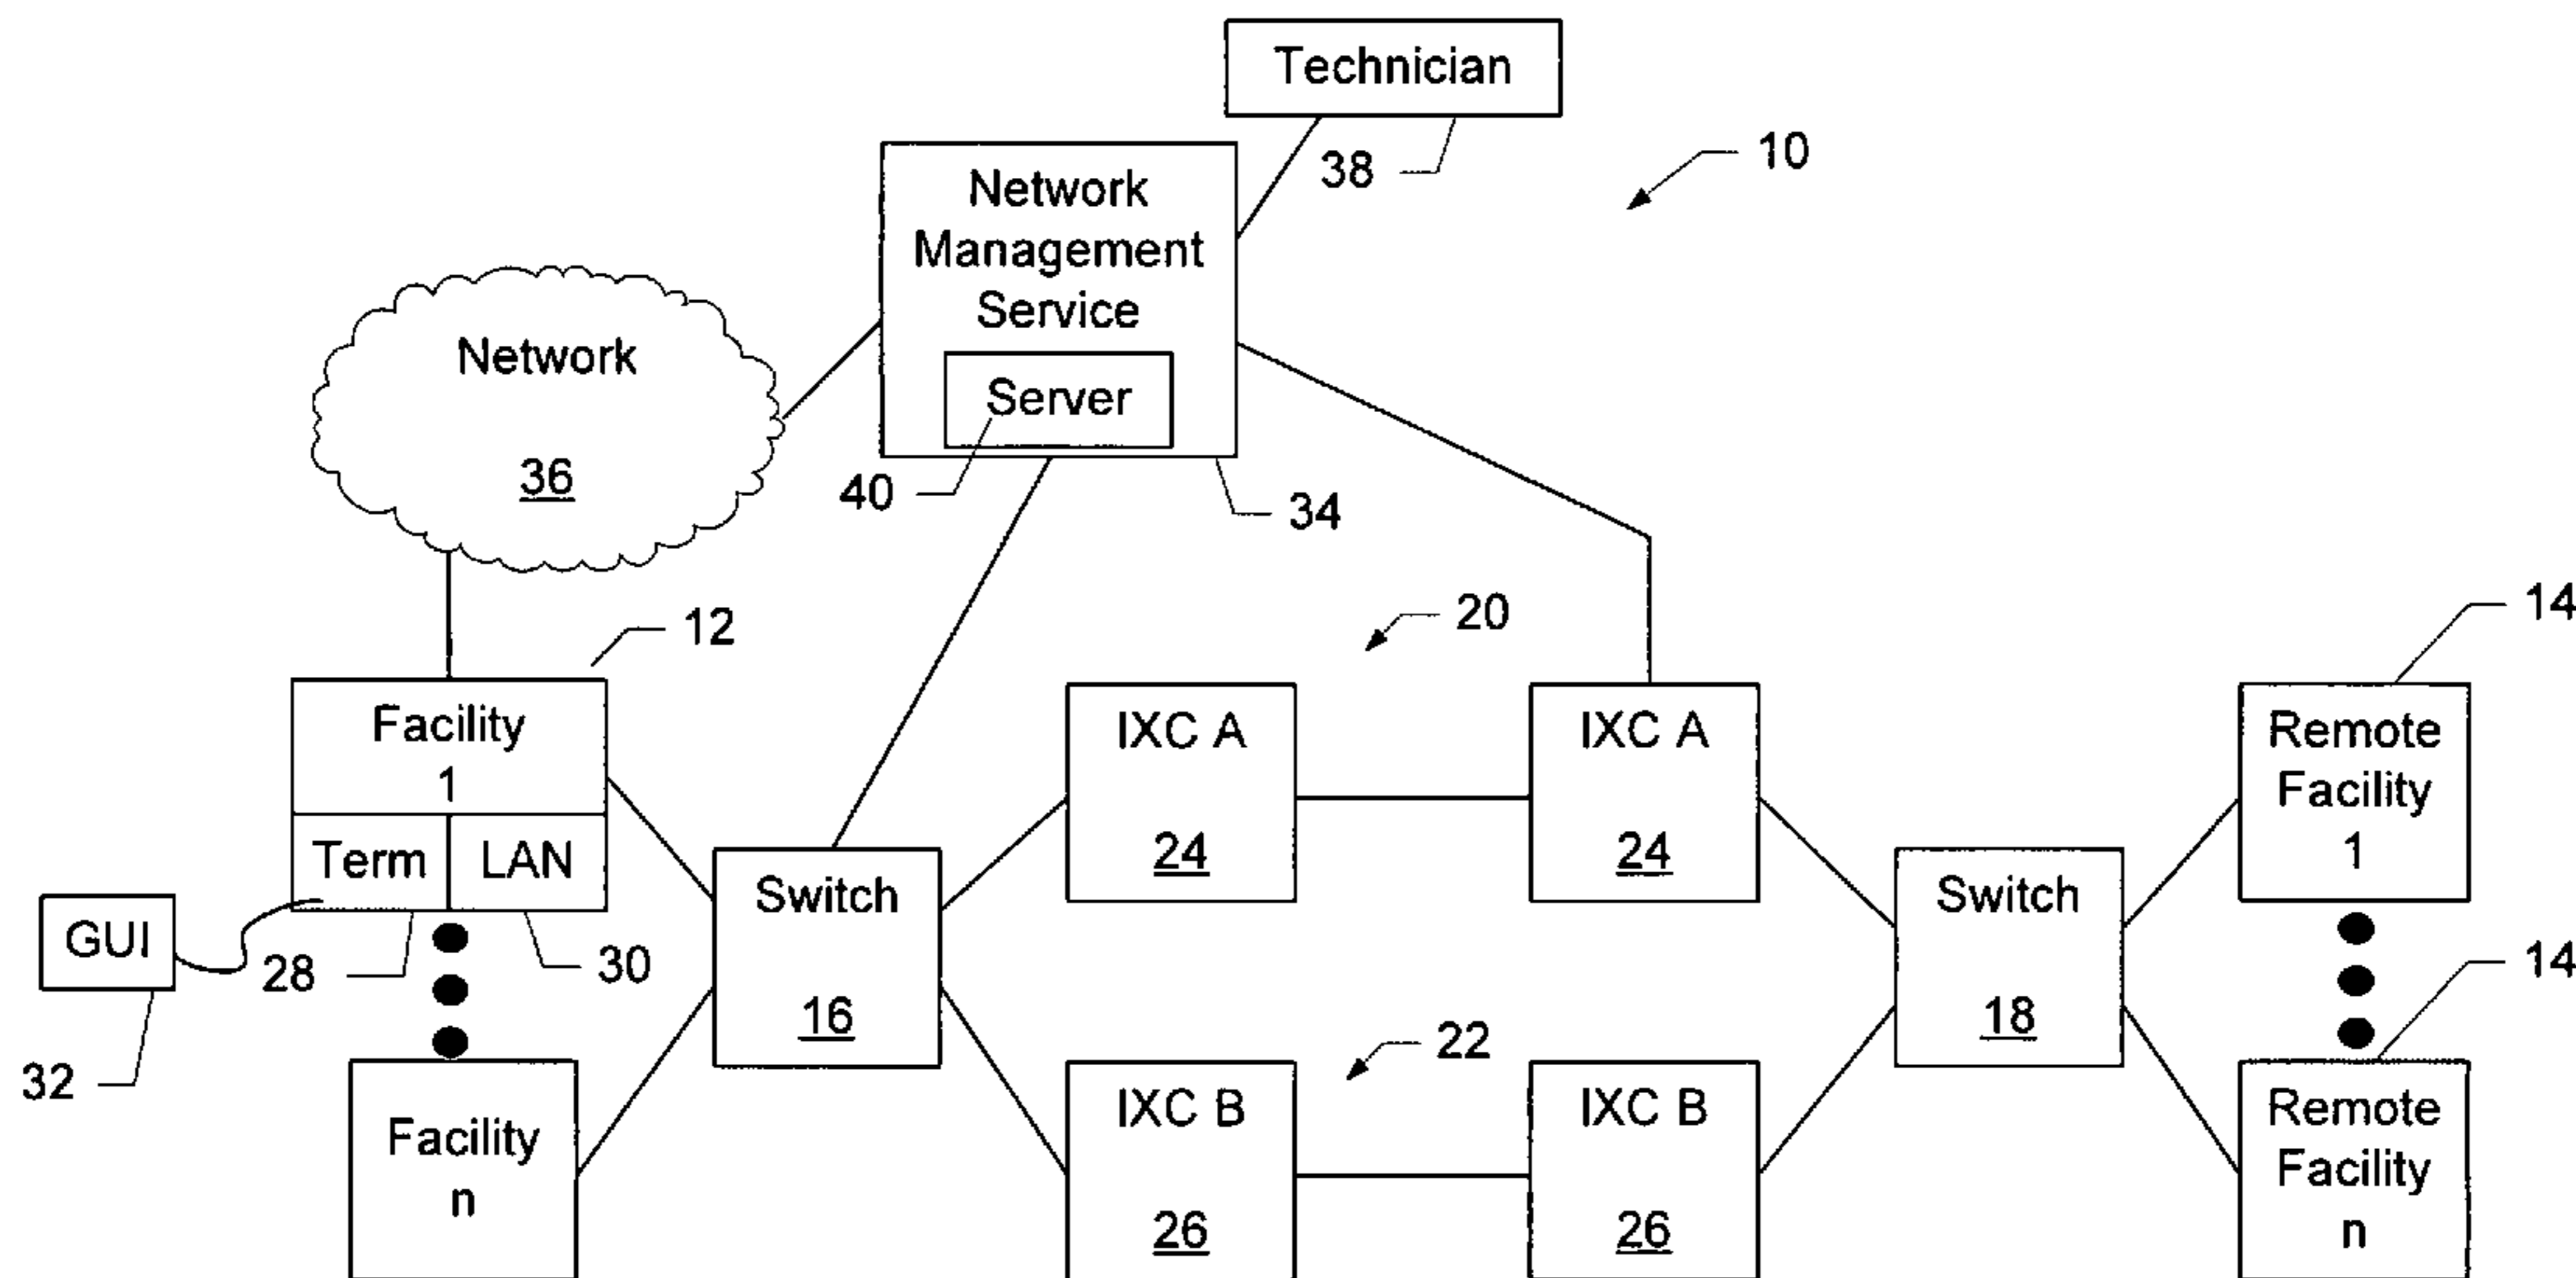 Technician
38
10
Network
Management
Service
Server
40
34
Network
36
12
20
14
Facility
1
Term
LAN
GUI
28
30
32
Switch
16
IXC A
24
IXC A
24
Switch
18
Remote
Facility
1
14
22
Facility
n
IXC B
26
IXC B
26
Remote
Facility
n